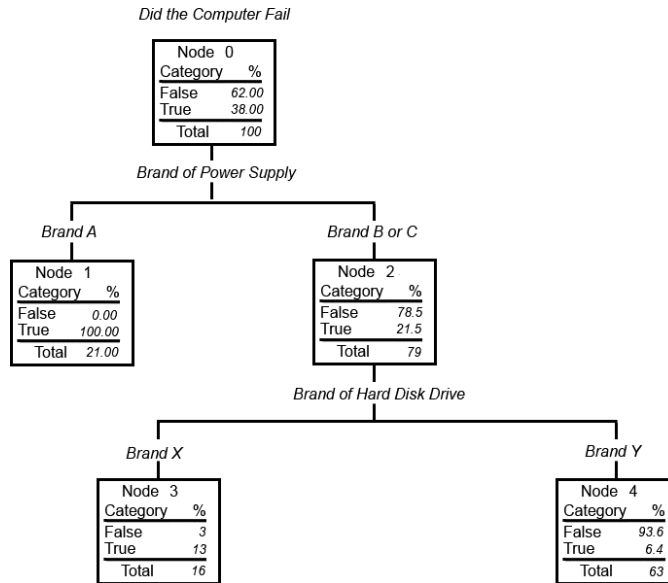 Did the Computer Fail
Node 0
Category %
False 62.00
True 38.00
Total 100
Brand of Power Supply
Brand A
Brand B or C
Node 1
Category %
False 0.00
True 100.00
Total 21.00
Node 2
Category %
False 78.5
True 21.5
Total 79
Brand of Hard Disk Drive
Brand X
Brand Y
Node 3
Category %
False 3
True 13
Total 16
Node 4
Category %
False 93.6
True 6.4
Total 63